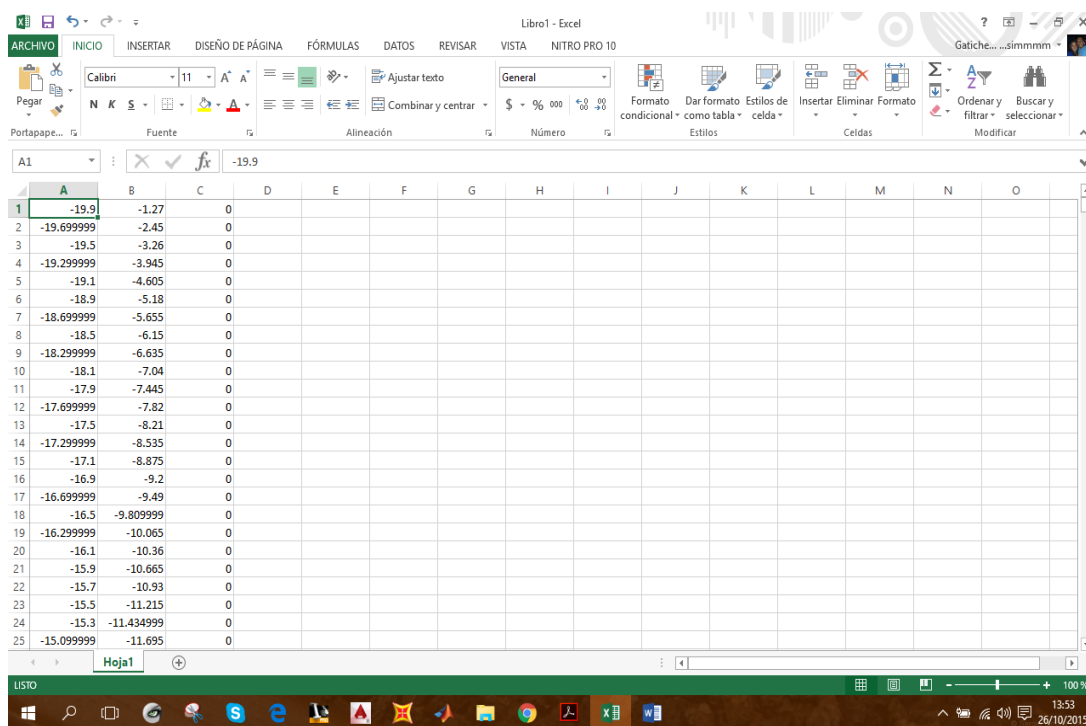 Libro1 - Excel
ARCHIVO INICIO INSERTAR DISEÑO DE PÁGINA FÓRMULAS DATOS REVISAR VISTA NITRO PRO 10 Gatiche... ...simmmm
Pegar
Calibri 11
N K S
Ajustar texto
Combinar y centrar
General
$ % 000
Formato condicional
Dar formato como tabla
Estilos de celda
Insertar Eliminar Formato
Ordenar y filtrar
Buscar y seleccionar
Portapape... Fuente Alineación Número Estilos Celdas Modificar
A1 fx -19.9
A B C D E F G H I J K L M N O
1 -19.9 -1.27 0
2 -19.699999 -2.45 0
3 -19.5 -3.26 0
4 -19.299999 -3.945 0
5 -19.1 -4.605 0
6 -18.9 -5.18 0
7 -18.699999 -5.655 0
8 -18.5 -6.15 0
9 -18.299999 -6.635 0
10 -18.1 -7.04 0
11 -17.9 -7.445 0
12 -17.699999 -7.82 0
13 -17.5 -8.21 0
14 -17.299999 -8.535 0
15 -17.1 -8.875 0
16 -16.9 -9.2 0
17 -16.699999 -9.49 0
18 -16.5 -9.809999 0
19 -16.299999 -10.065 0
20 -16.1 -10.36 0
21 -15.9 -10.665 0
22 -15.7 -10.93 0
23 -15.5 -11.215 0
24 -15.3 -11.434999 0
25 -15.099999 -11.695 0
Hoja1
LISTO 100 %
13:53